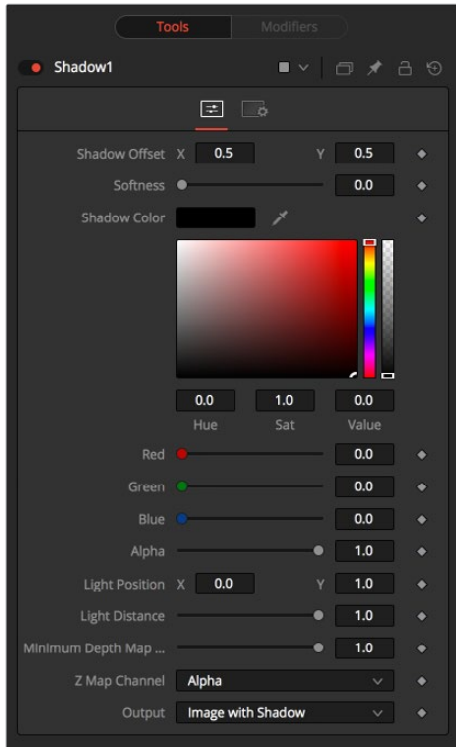 Tools Modifiers
Shadow1
Shadow Offset X 0.5 Y 0.5
Softness 0.0
Shadow Color
0.0 1.0 0.0
Hue Sat Value
Red 0.0
Green 0.0
Blue 0.0
Alpha 1.0
Light Position X 0.0 Y 1.0
Light Distance 1.0
Minimum Depth Map ... 1.0
Z Map Channel Alpha
Output Image with Shadow